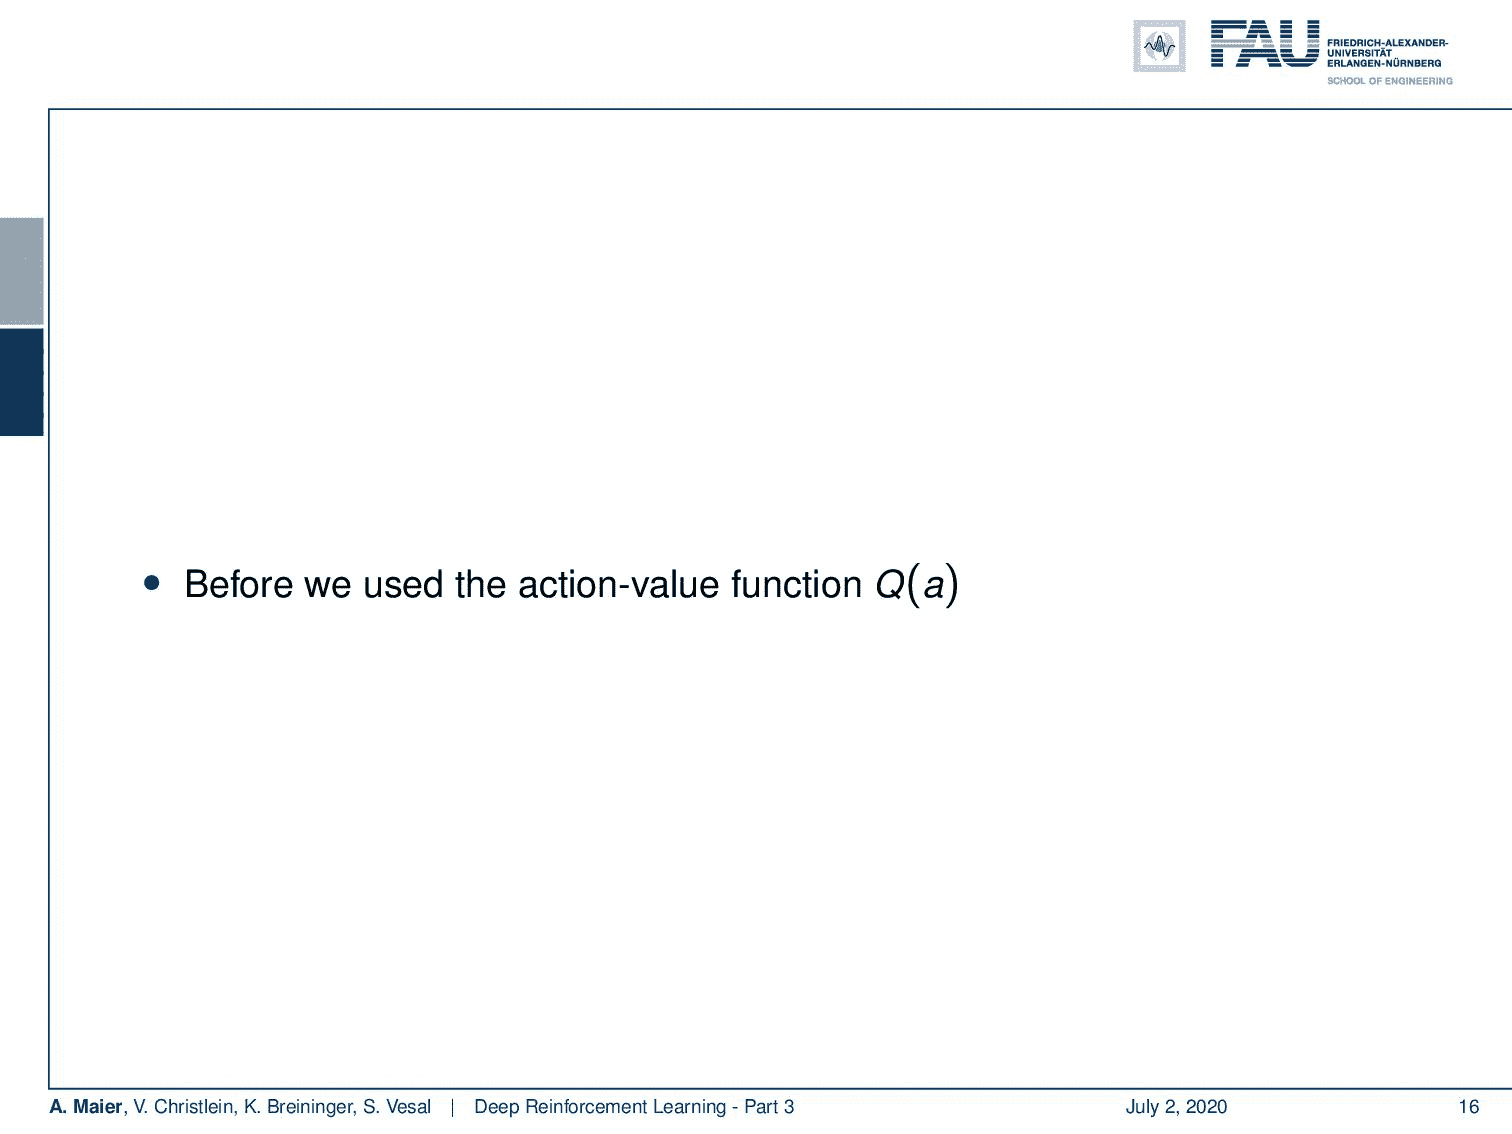 FAU
FRIEDRICH-ALEXANDER-
UNIVERSITÄT
ERLANGEN-NÜRNBERG
SCHOOL OF ENGINEERING
• Before we used the action-value function Q(a)
A. Maier, V. Christlein, K. Breininger, S. Vesal | Deep Reinforcement Learning - Part 3 July 2, 2020 16